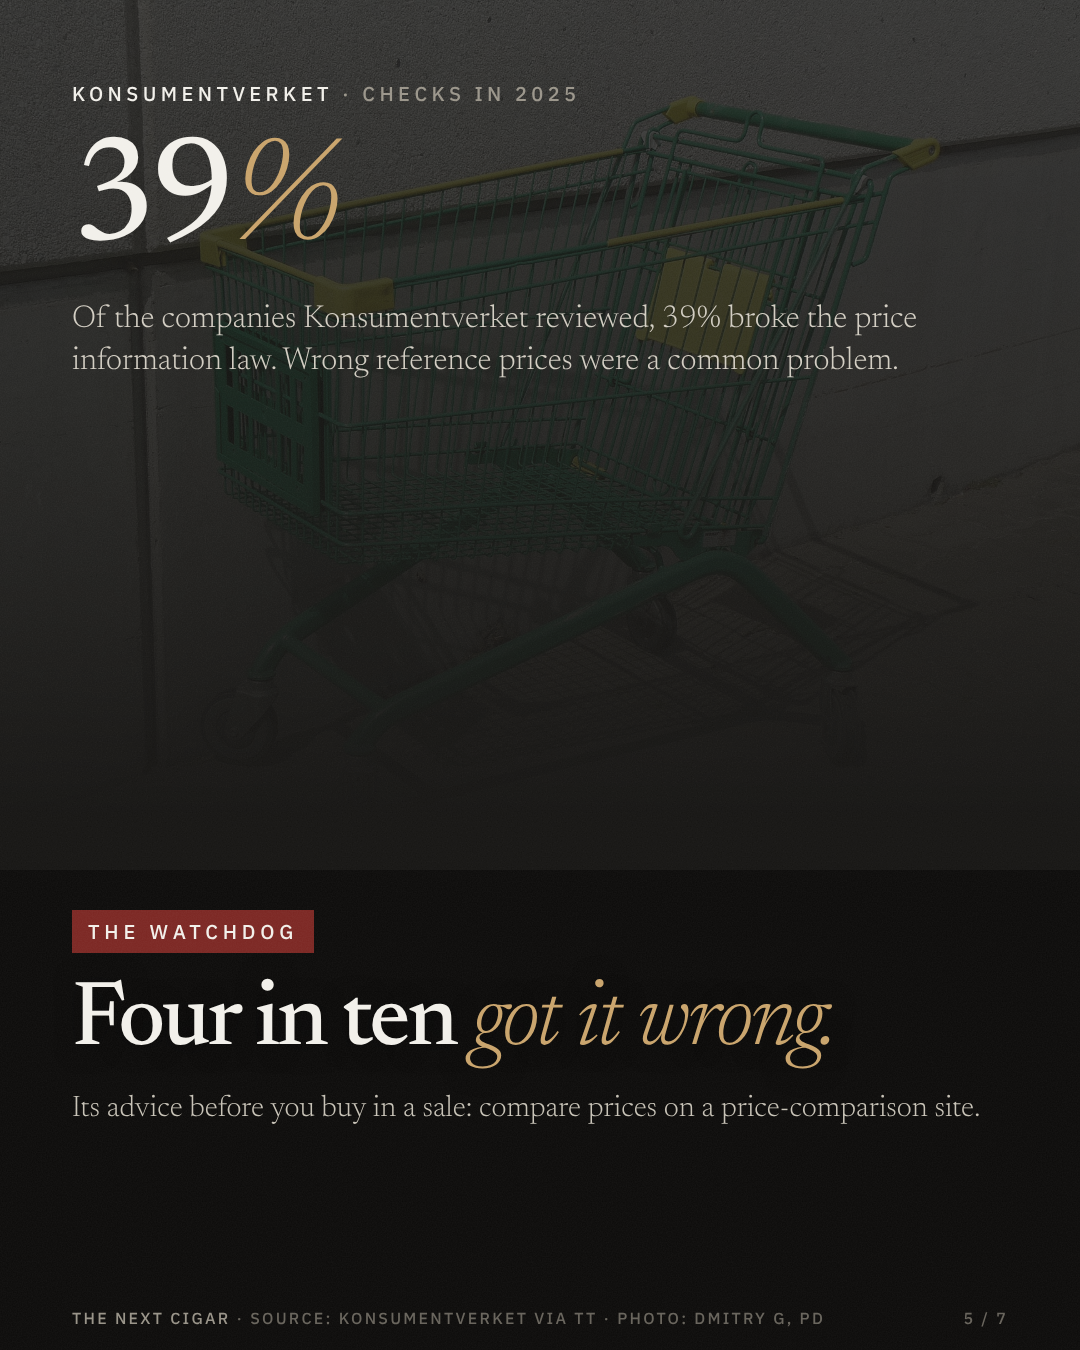 KONSUMENTVERKET · CHECKS IN 2025
39%
Of the companies Konsumentverket reviewed, 39% broke the price
information law. Wrong reference prices were a common problem.
THE WATCHDOG
Four in ten got it wrong.
Its advice before you buy in a sale: compare prices on a price-comparison site.
THE NEXT CIGAR · SOURCE: KONSUMENTVERKET VIA TT · PHOTO: DMITRY G, PD
5 / 7